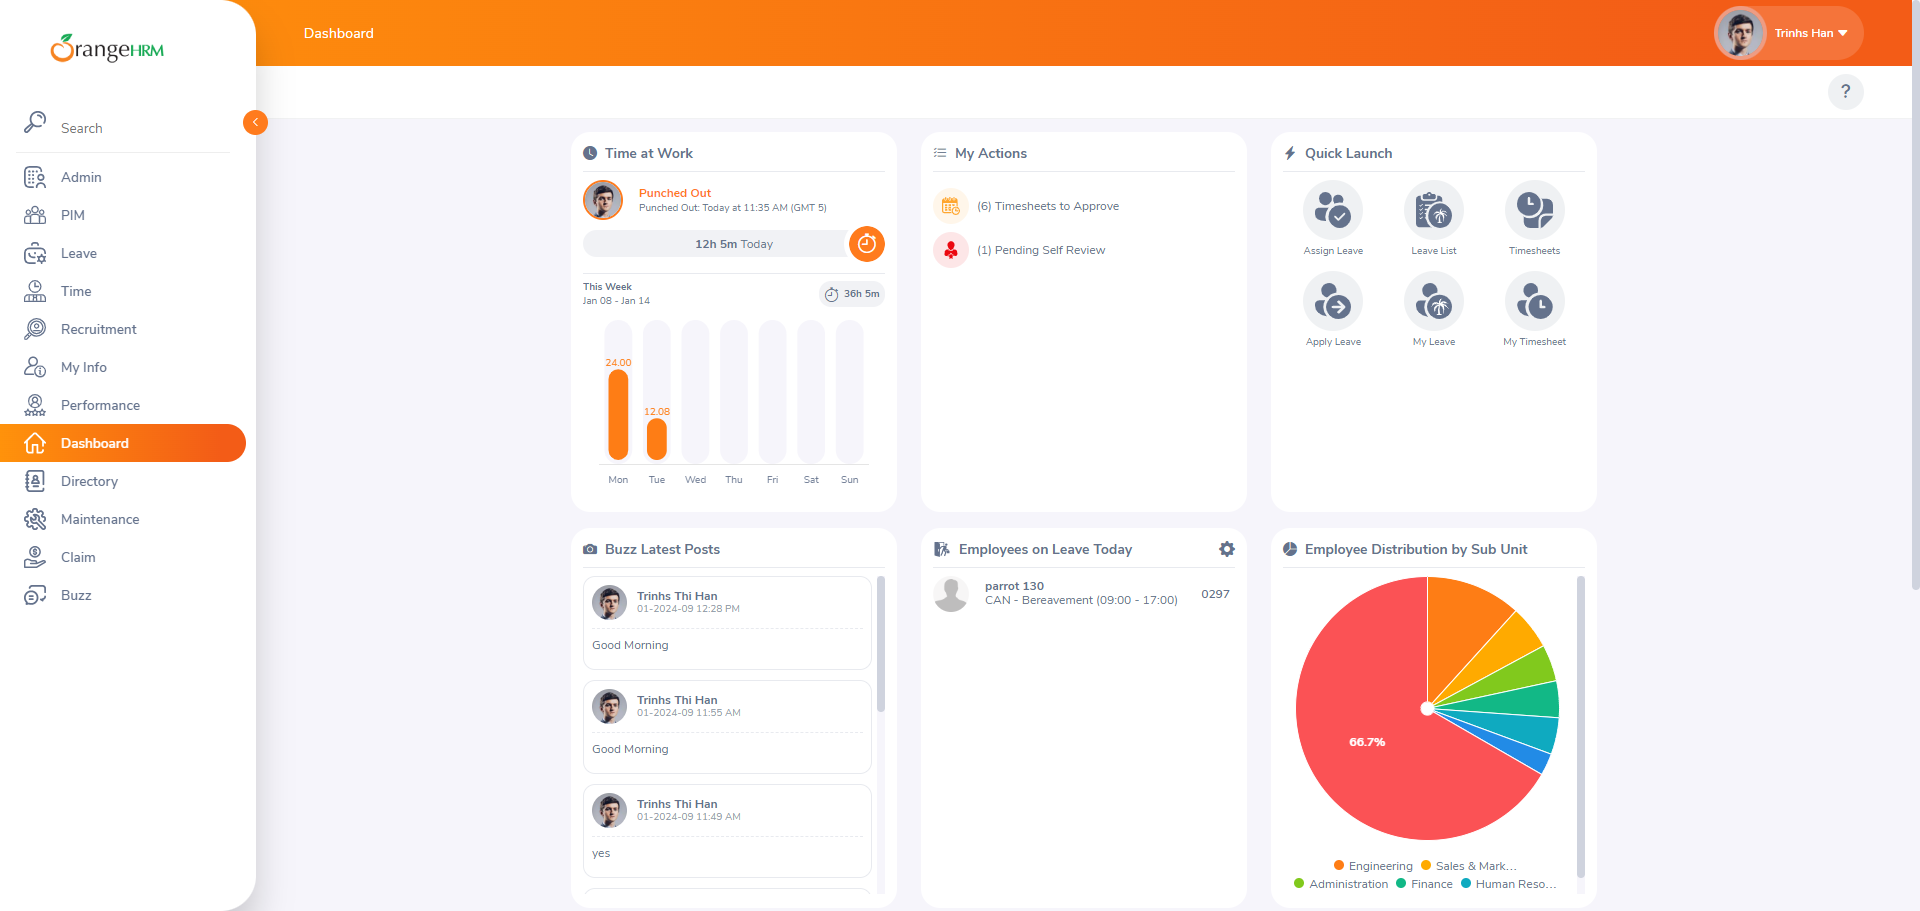 OrangeHRM
Dashboard
Trinhs Han
?
Search
Admin
PIM
Leave
Time
Recruitment
My Info
Performance
Dashboard
Directory
Maintenance
Claim
Buzz
Time at Work
Punched Out
Punched Out: Today at 11:35 AM (GMT 5)
12h 5m Today
This Week
Jan 08 - Jan 14
36h 5m
24.00
12.08
Mon Tue Wed Thu Fri Sat Sun
My Actions
(6) Timesheets to Approve
(1) Pending Self Review
Quick Launch
Assign Leave Leave List Timesheets
Apply Leave My Leave My Timesheet
Buzz Latest Posts
Trinhs Thi Han
01-2024-09 12:28 PM
Good Morning
Trinhs Thi Han
01-2024-09 11:55 AM
Good Morning
Trinhs Thi Han
01-2024-09 11:49 AM
yes
Employees on Leave Today
parrot 130
CAN - Bereavement (09:00 - 17:00)
0297
Employee Distribution by Sub Unit
66.7%
Engineering Sales & Mark...
Administration Finance Human Reso...